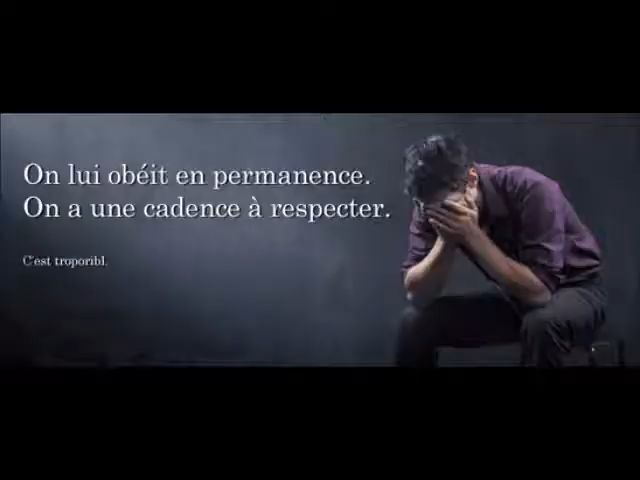 On lui obéit en permanence.
On a une cadence à respecter.
C'est troporibl.